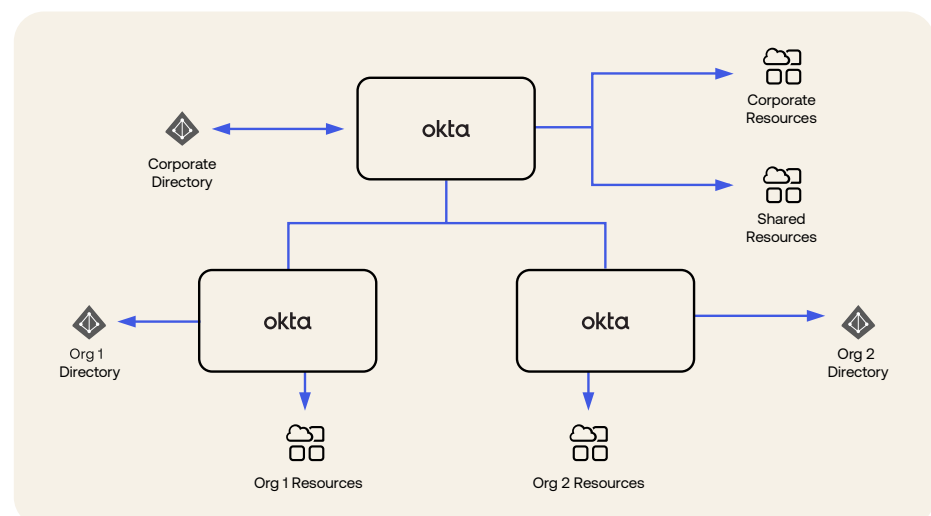 Corporate
Resources
okta
Corporate
Directory
Shared
Resources
okta
okta
Org 1
Directory
Org 2
Directory
Org 1 Resources
Org 2 Resources